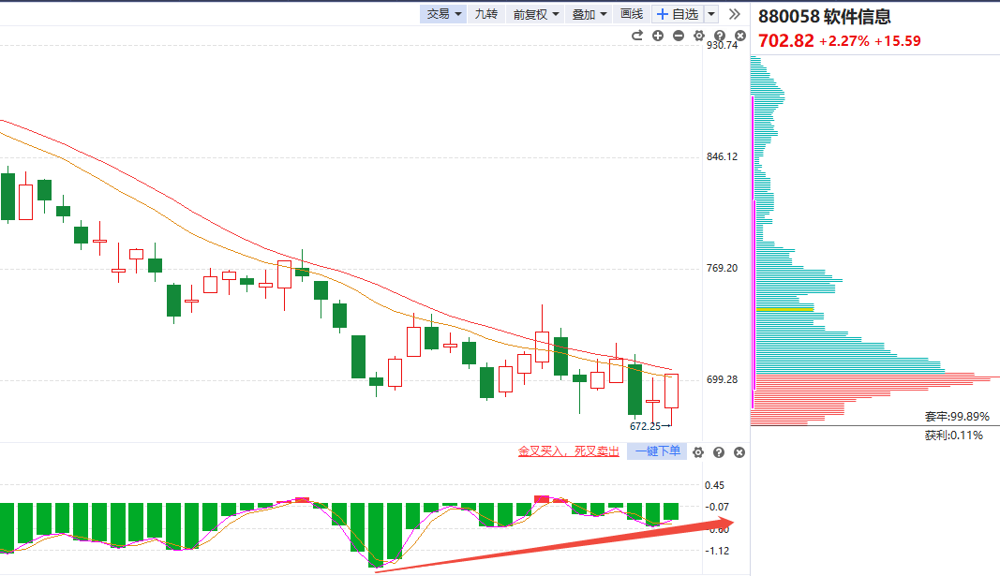 交易 九转 前复权 叠加 画线 +自选
880058 软件信息
702.82 +2.27% +15.59
930.74
846.12
769.20
699.28
672.25→
套牢:99.89%
获利:0.11%
金叉买入，死叉卖出 一键下单
0.45
-0.07
-0.60
-1.12